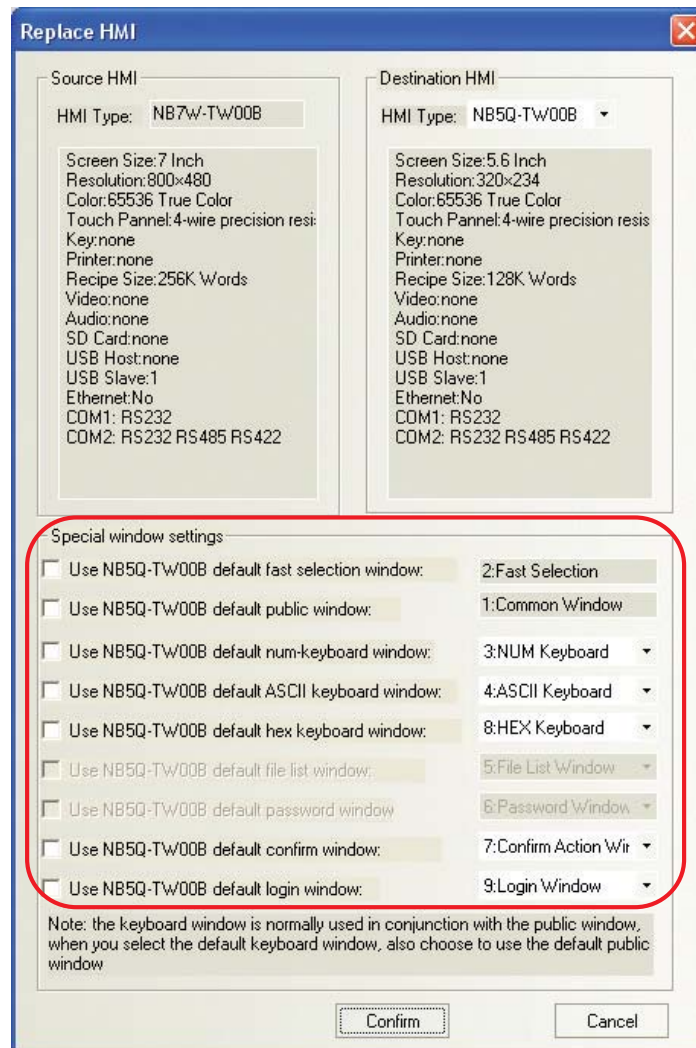 Replace HMI
Source HMI
HMI Type: NB7W-TW00B
Screen Size:7 Inch
Resolution:800×480
Color:65536 True Color
Touch Pannel:4-wire precision resi
Key:none
Printer:none
Recipe Size:256K Words
Video:none
Audio:none
SD Card:none
USB Host:none
USB Slave:1
Ethernet:No
COM1: RS232
COM2: RS232 RS485 RS422
Destination HMI
HMI Type: NB5Q-TW00B
Screen Size:5.6 Inch
Resolution:320×234
Color:65536 True Color
Touch Pannel:4-wire precision resis
Key:none
Printer:none
Recipe Size:128K Words
Video:none
Audio:none
SD Card:none
USB Host:none
USB Slave:1
Ethernet:No
COM1: RS232
COM2: RS232 RS485 RS422
Special window settings
Use NB5Q-TW00B default fast selection window: 2:Fast Selection
Use NB5Q-TW00B default public window: 1:Common Window
Use NB5Q-TW00B default num-keyboard window: 3:NUM Keyboard
Use NB5Q-TW00B default ASCII keyboard window: 4:ASCII Keyboard
Use NB5Q-TW00B default hex keyboard window: 8:HEX Keyboard
Use NB5Q-TW00B default file list window: 5:File List Window
Use NB5Q-TW00B default password window 6:Password Window
Use NB5Q-TW00B default confirm window: 7:Confirm Action Wir
Use NB5Q-TW00B default login window: 9:Login Window
Note: the keyboard window is normally used in conjunction with the public window,
when you select the default keyboard window, also choose to use the default public
window
Confirm Cancel